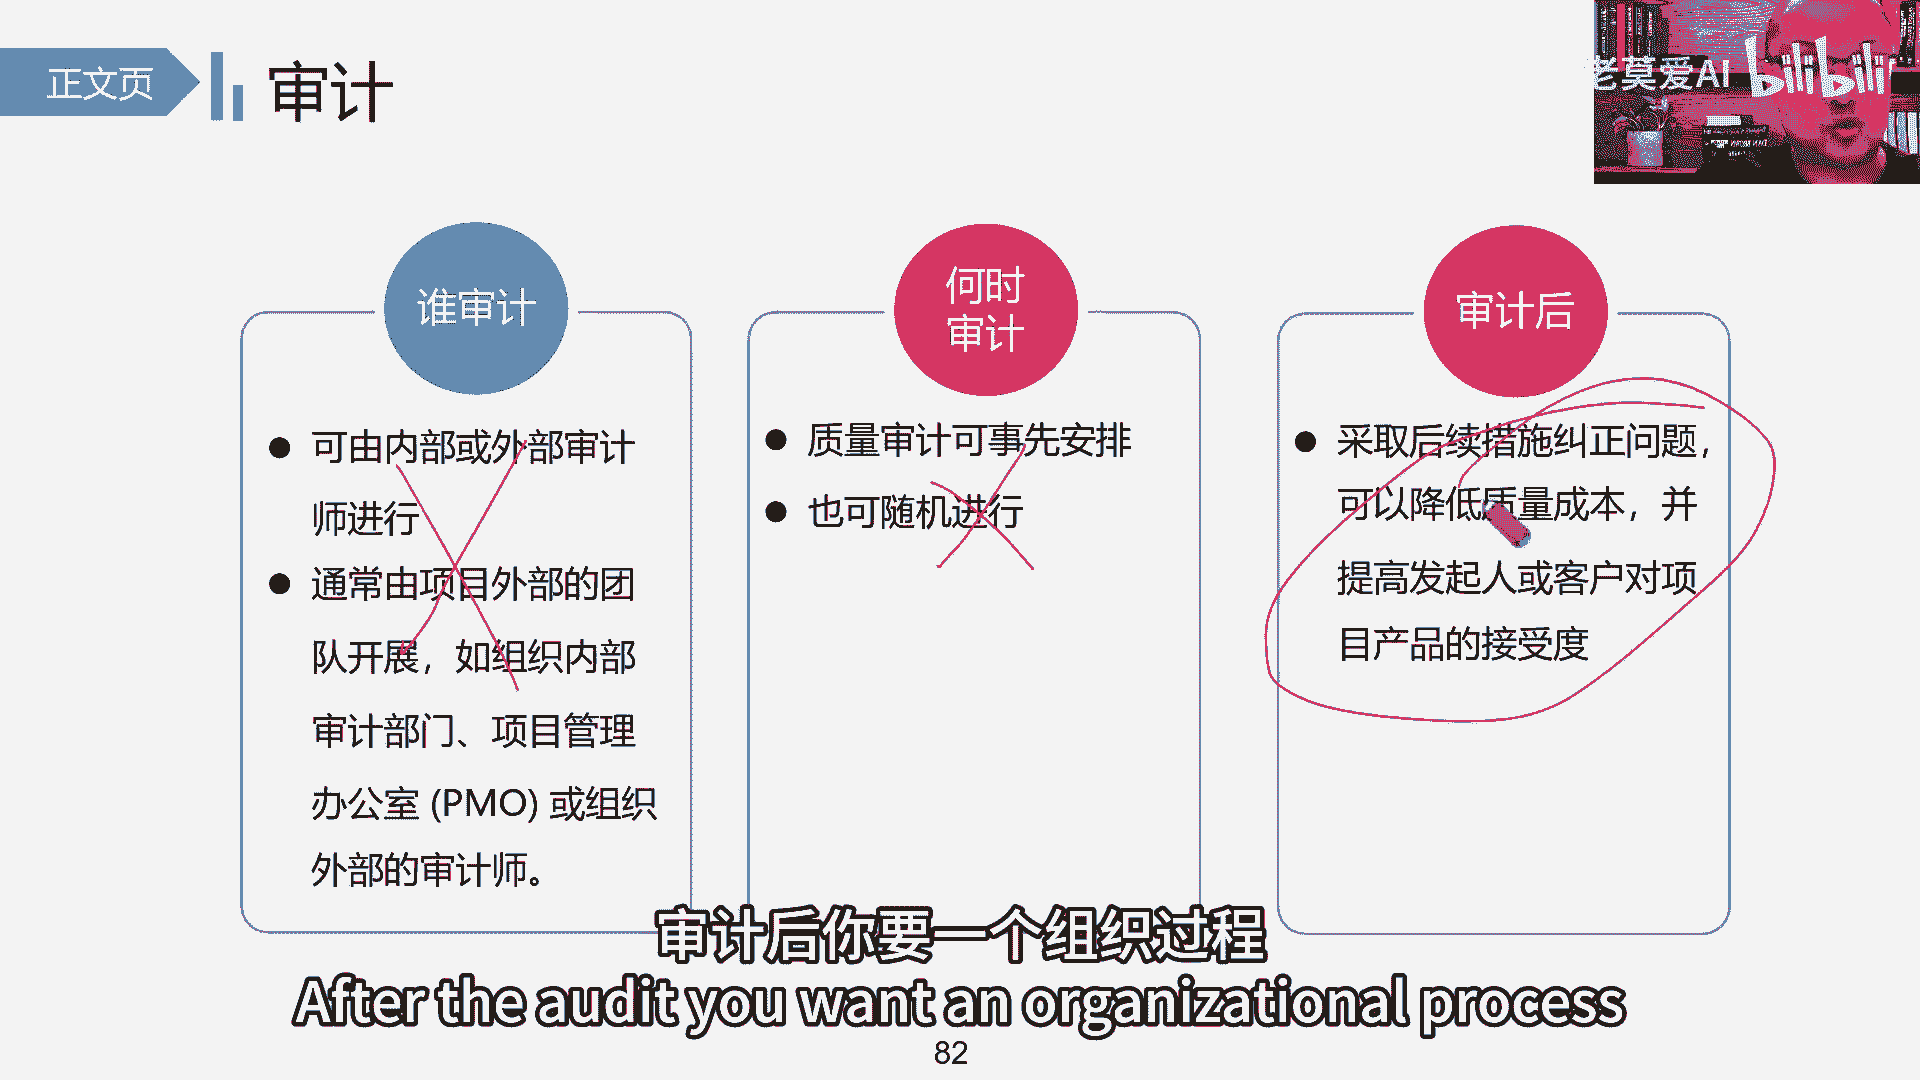 正文页
审计
老莫爱AI bilibili
谁审计
可由内部或外部审计
师进行
通常由项目外部的团
队开展，如组织内部
审计部门、项目管理
办公室 (PMO) 或组织
外部的审计师。
何时
审计
质量审计可事先安排
也可随机进行
审计后
采取后续措施纠正问题，
可以降低质量成本，并
提高发起人或客户对项
目产品的接受度
审计后你要一个组织过程
After the audit you want an organizational process
82